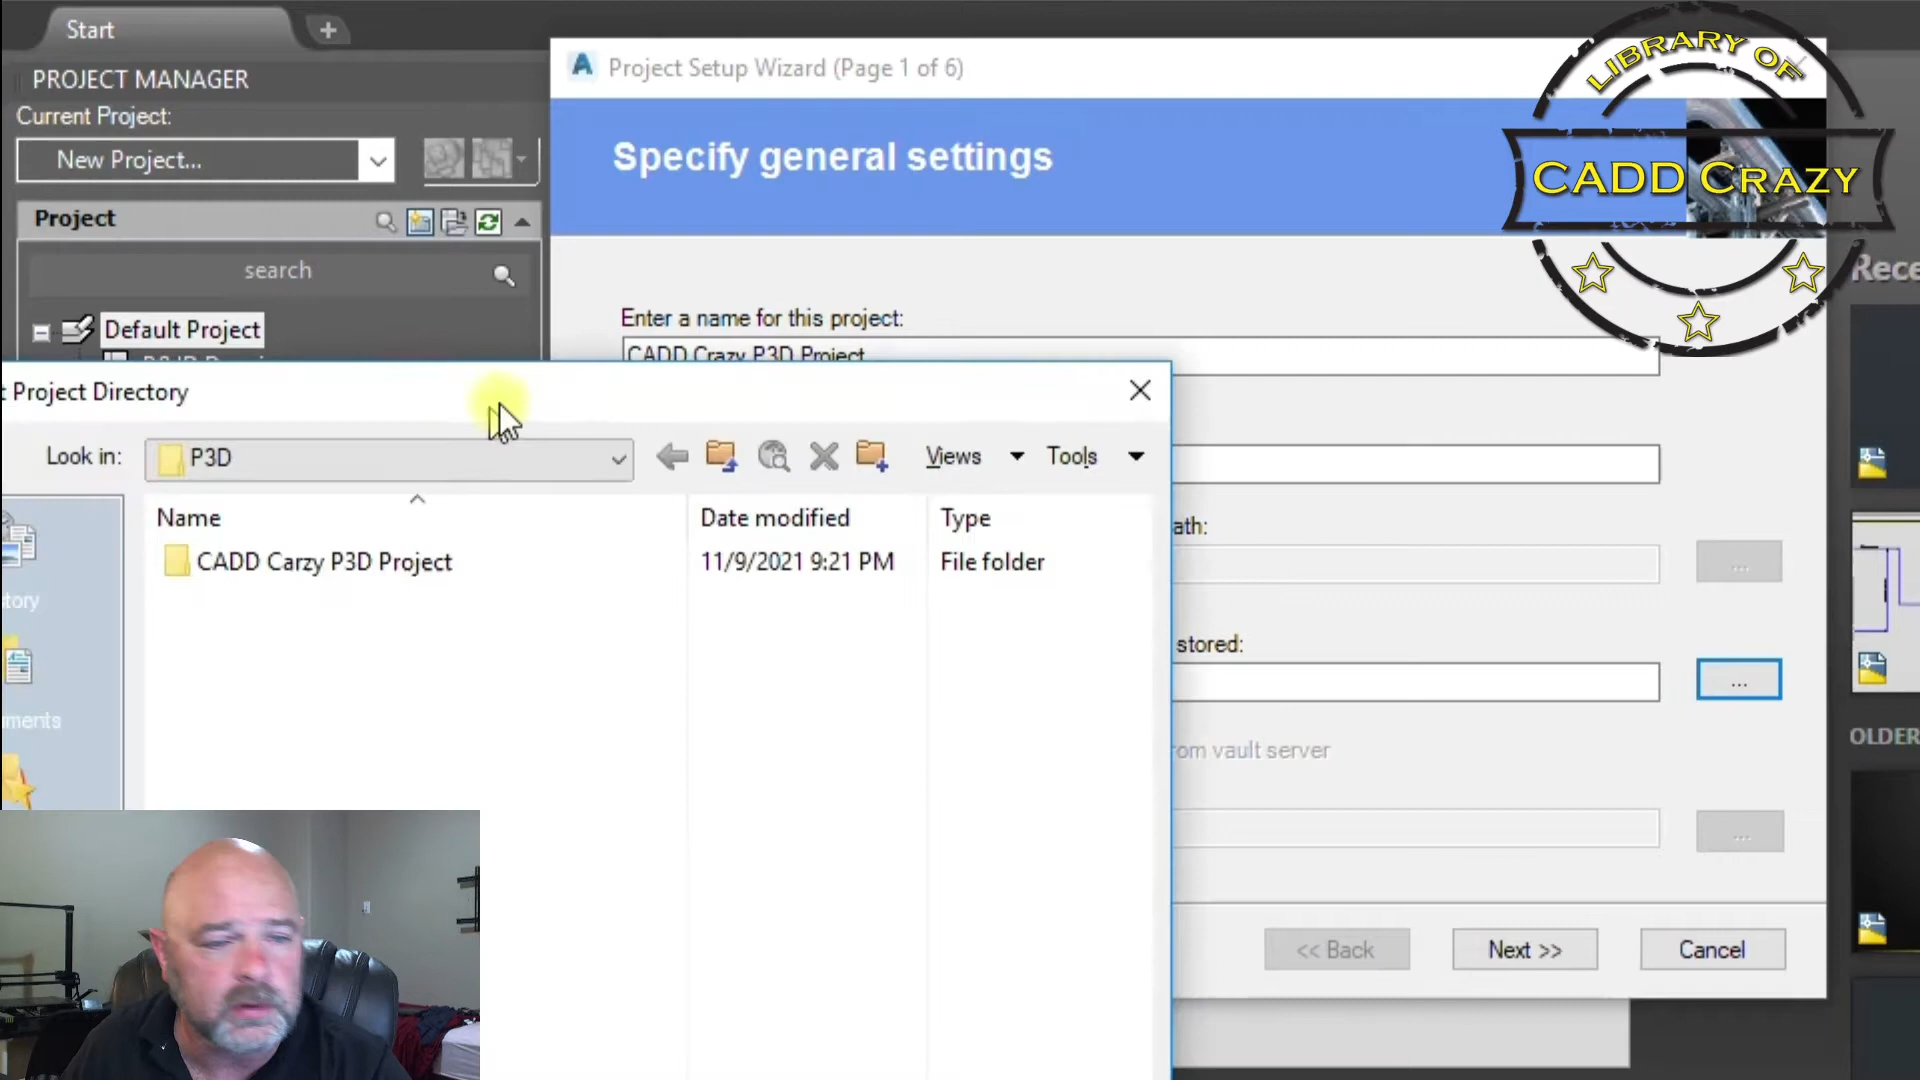 Start
PROJECT MANAGER
Current Project:
New Project...
Project
search
Default Project
Project Setup Wizard (Page 1 of 6)
Specify general settings
Enter a name for this project:
CADD Crazy P3D Project
LIBRARY OF
CADD CRAZY
Rece
t Project Directory
Look in:
P3D
Views
Tools
Name
Date modified
Type
CADD Carzy P3D Project
11/9/2021 9:21 PM
File folder
tory
ments
ath:
...
stored:
...
om vault server
...
OLDER
<< Back
Next >>
Cancel